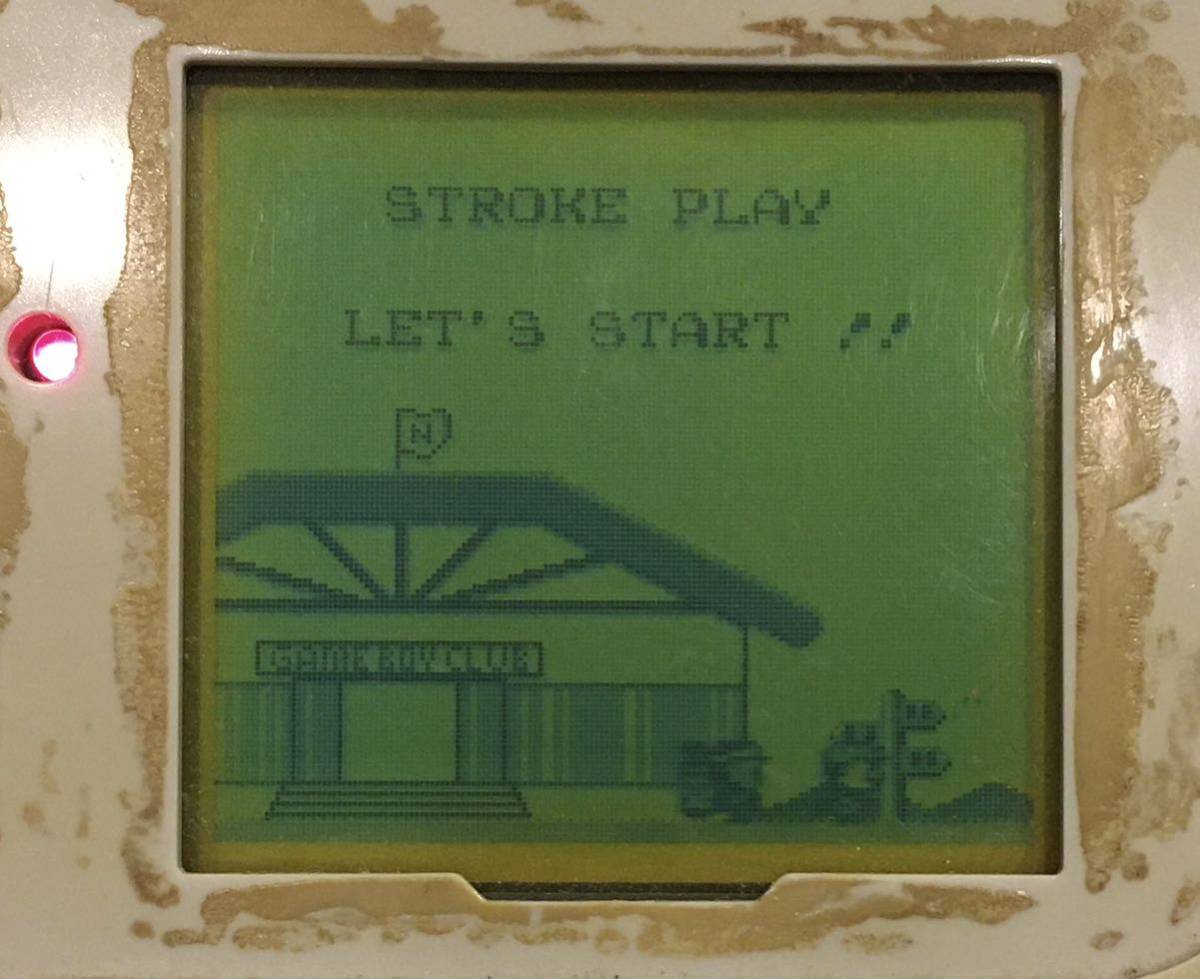 STROKE PLAY
LET'S START !!
N
GAME BOY CLUB